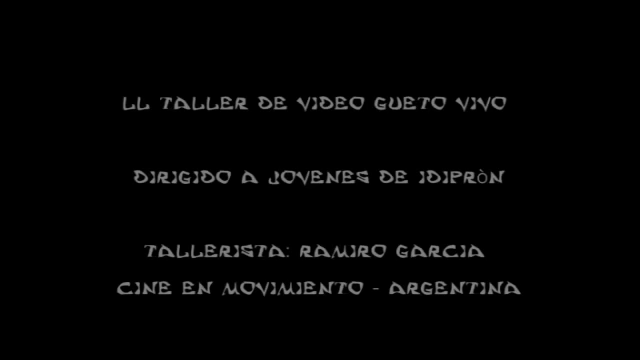 LL TALLER DE VIDEO GUETO VIVO
DIRIGIDO A JOVENES DE IDIPRÒN
TALLERISTA: RAMIRO GARCIA
CINE EN MOVIMIENTO - ARGENTINA